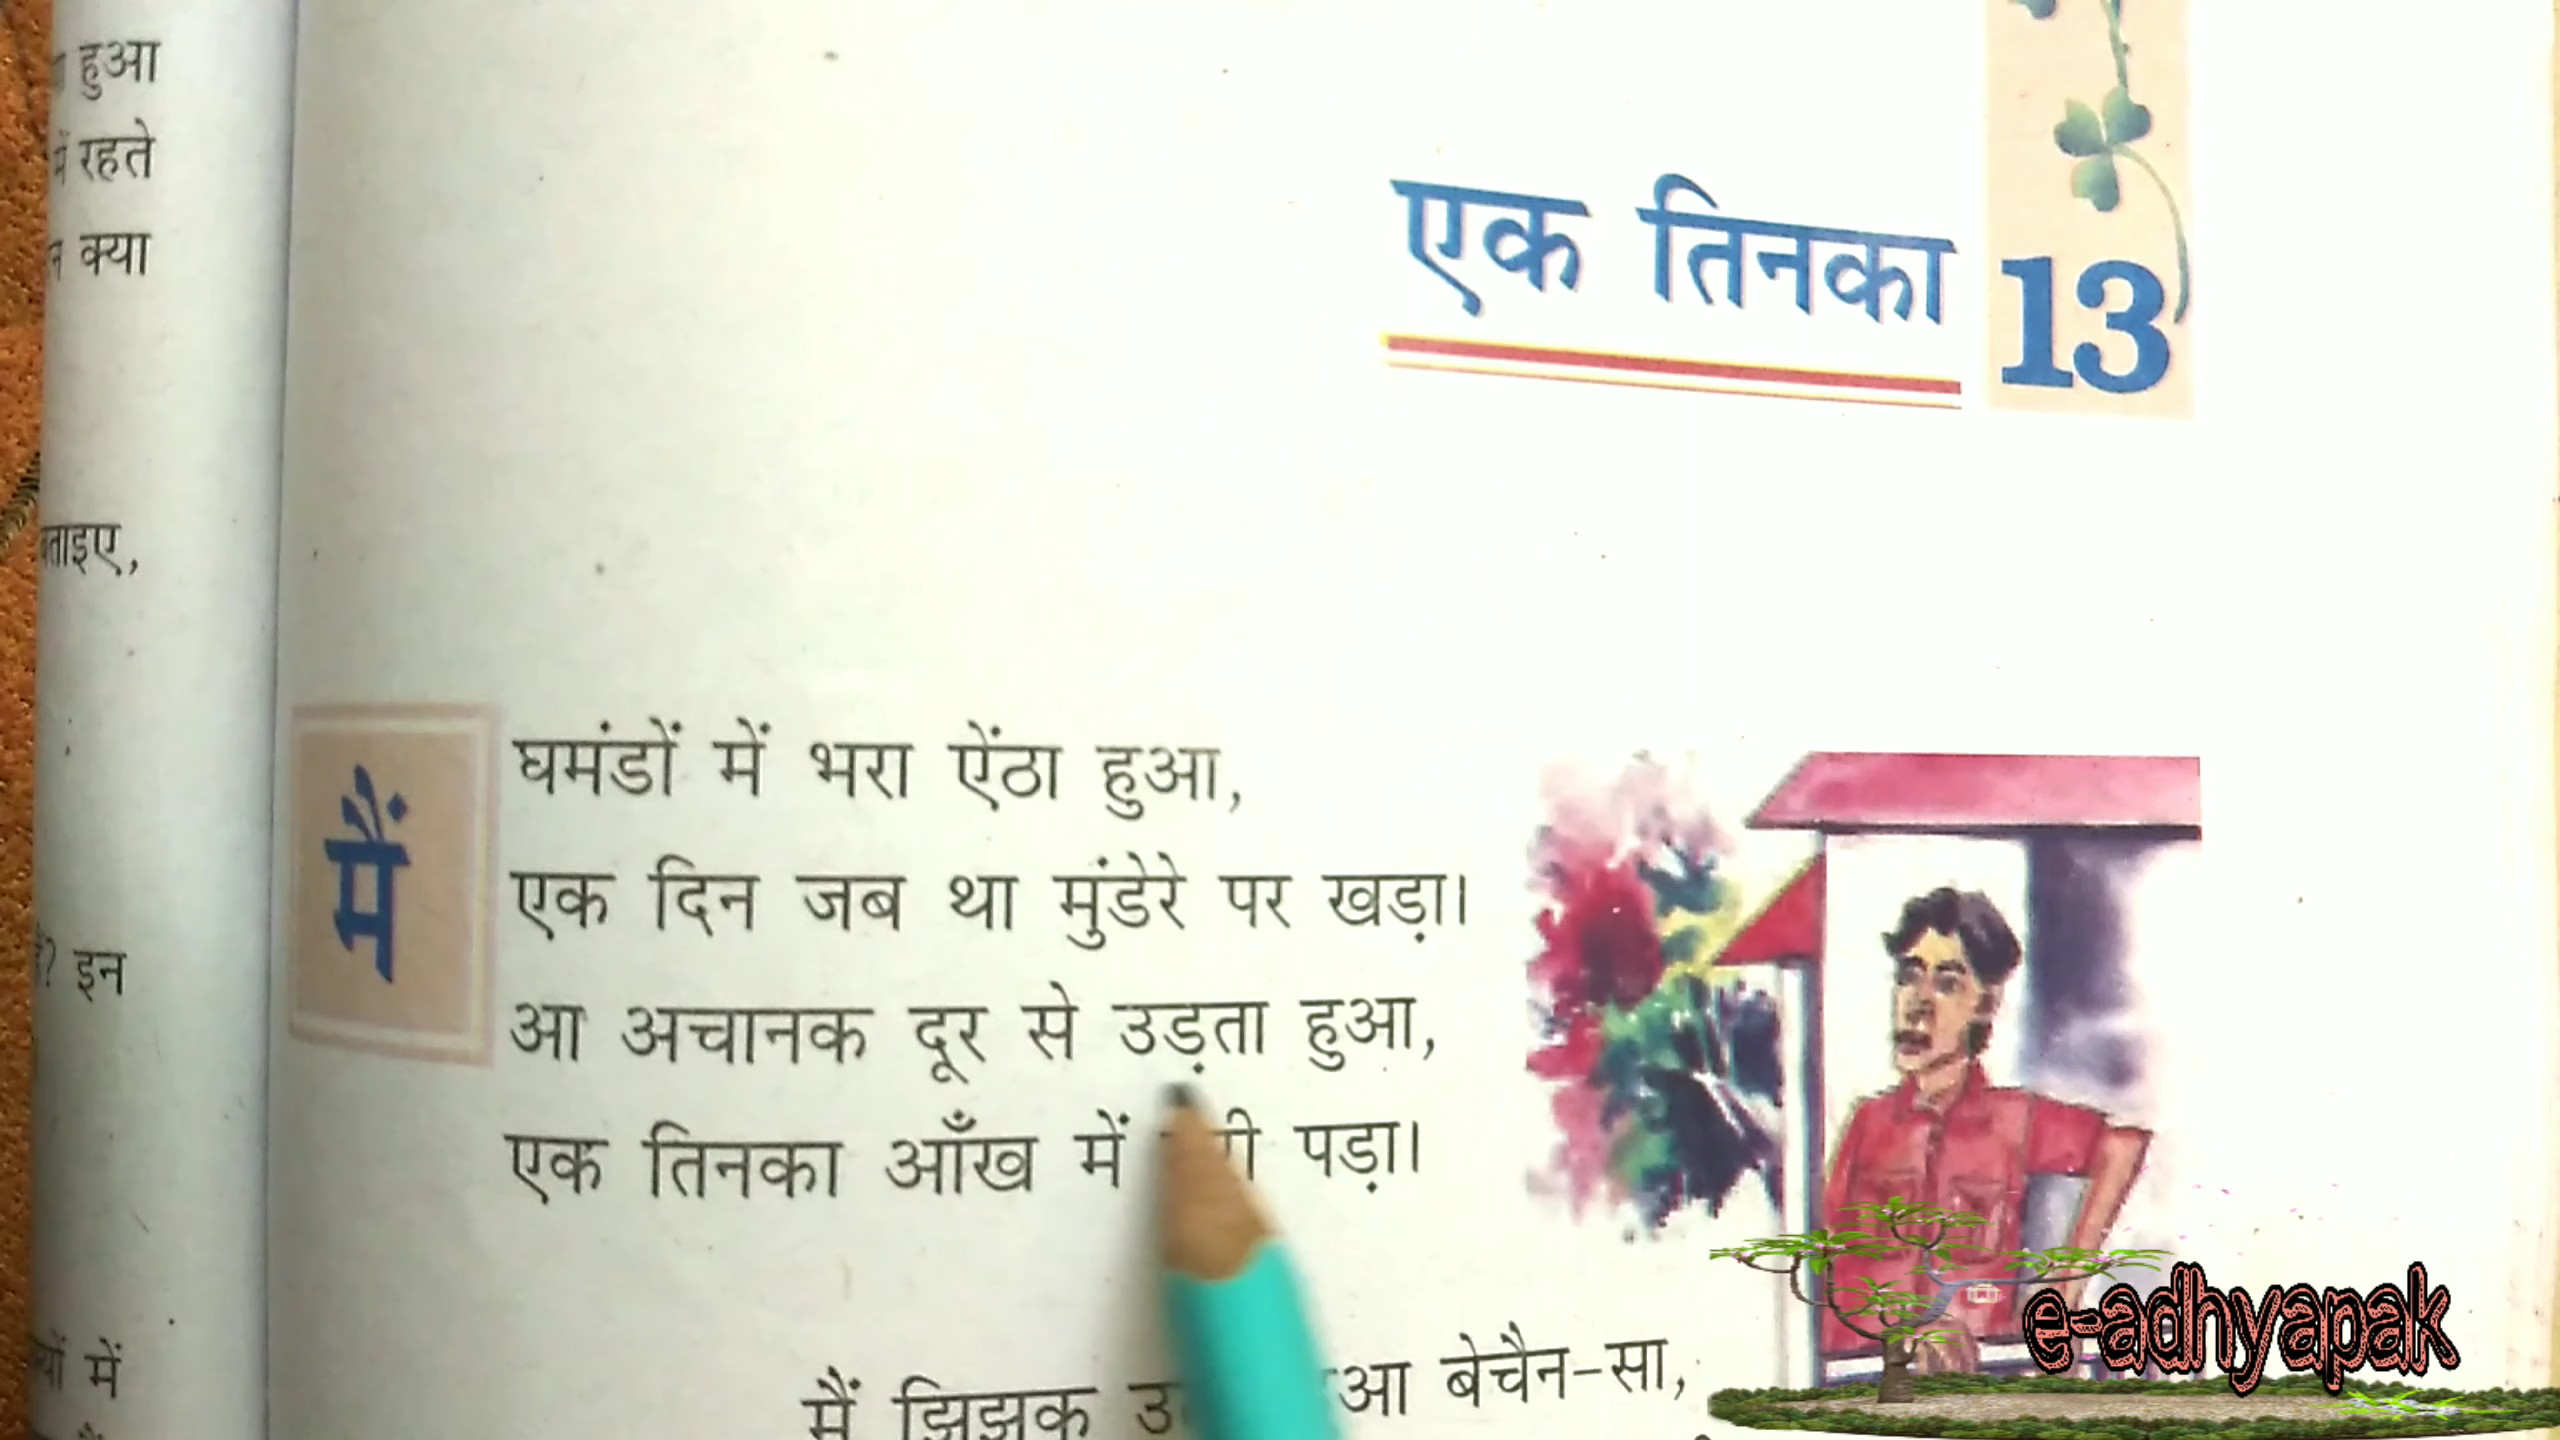 हुआ
में रहते
क्या
बताइए,
? इन
में
एक तिनका 13
मैं घमंडों में भरा ऐंठा हुआ,
एक दिन जब था मुंडेरे पर खड़ा।
आ अचानक दूर से उड़ता हुआ,
एक तिनका आँख में पड़ा।
मैं झिझक बेचैन-सा,
e-adhyapak